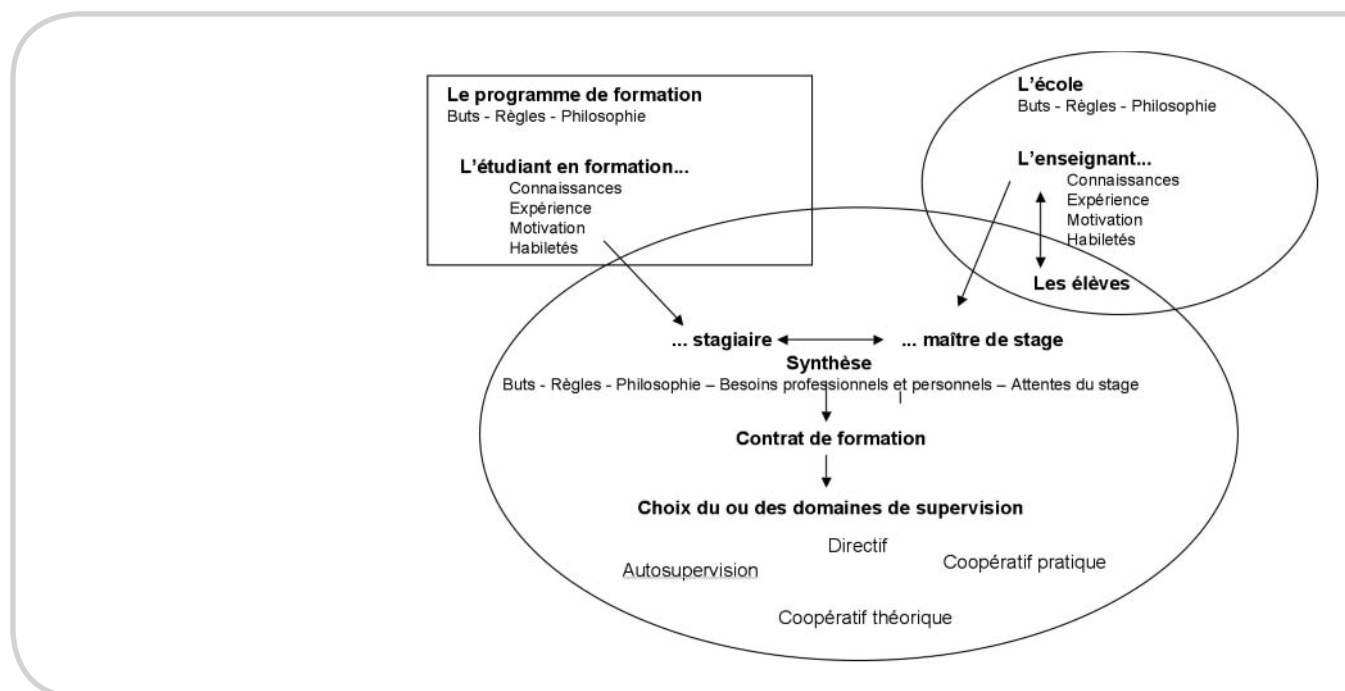 Le programme de formation
Buts - Règles - Philosophie
L'étudiant en formation...
Connaissances
Expérience
Motivation
Habiletés
L'école
Buts - Règles - Philosophie
L'enseignant...
Connaissances
Expérience
Motivation
Habiletés
Les élèves
... stagiaire
... maître de stage
Synthèse
Buts - Règles - Philosophie – Besoins professionnels et personnels – Attentes du stage
Contrat de formation
Choix du ou des domaines de supervision
Directif
Autosupervision
Coopératif pratique
Coopératif théorique